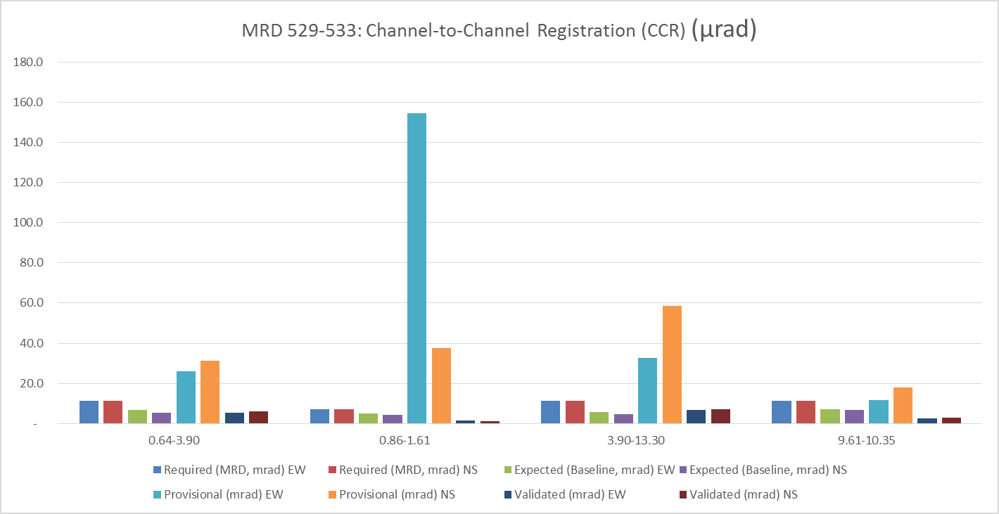 MRD 529-533: Channel-to-Channel Registration (CCR) (µrad)
180.0
160.0
140.0
120.0
100.0
80.0
60.0
40.0
20.0
-
0.64-3.90 0.86-1.61 3.90-13.30 9.61-10.35
Required (MRD, mrad) EW Required (MRD, mrad) NS Expected (Baseline, mrad) EW Expected (Baseline, mrad) NS
Provisional (mrad) EW Provisional (mrad) NS Validated (mrad) EW Validated (mrad) NS